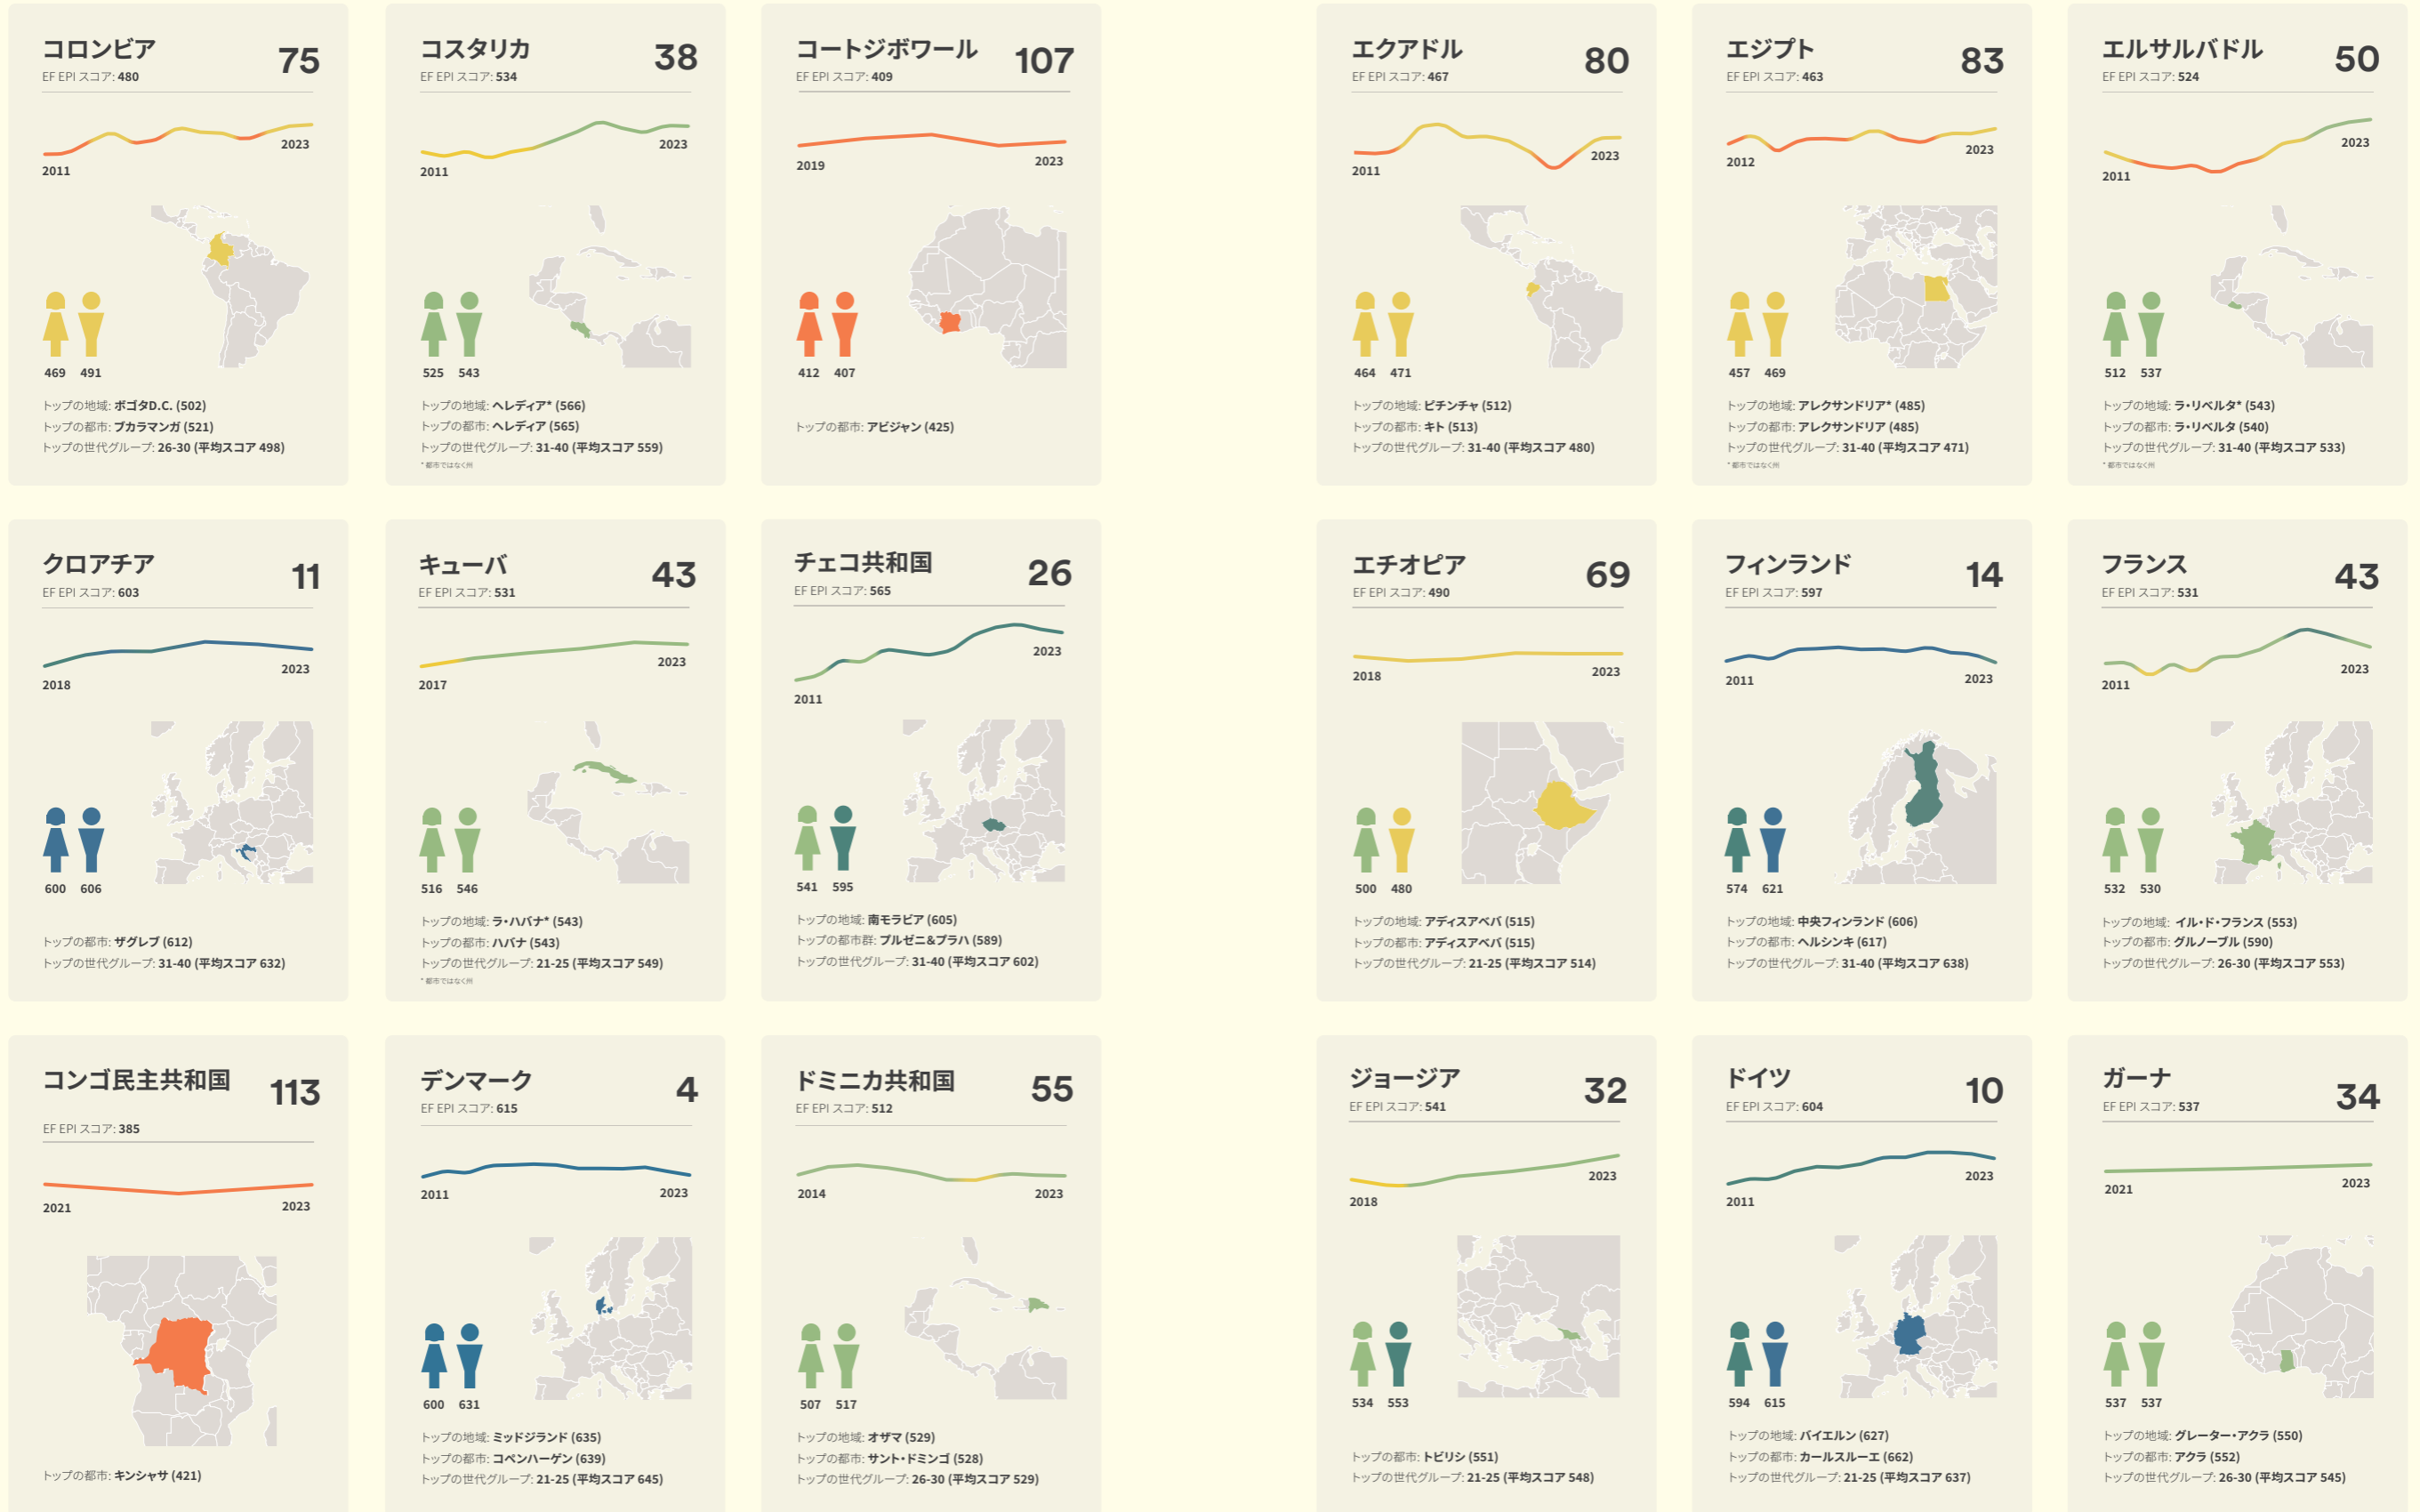 コロンビア
75
EF EPI スコア: 480
2011
2023
469 491
トップの地域: ボゴタD.C. (502)
トップの都市: ブカラマンガ (521)
トップの世代グループ: 26-30 (平均スコア 498)
コスタリカ
38
EF EPI スコア: 534
2011
2023
525 543
トップの地域: ヘレディア* (566)
トップの都市: ヘレディア (565)
トップの世代グループ: 31-40 (平均スコア 559)
* 都市ではなく州
コートジボワール
107
EF EPI スコア: 409
2019
2023
412 407
トップの都市: アビジャン (425)
エクアドル
80
EF EPI スコア: 467
2011
2023
464 471
トップの地域: ピチンチャ (512)
トップの都市: キト (513)
トップの世代グループ: 31-40 (平均スコア 480)
エジプト
83
EF EPI スコア: 463
2012
2023
457 469
トップの地域: アレクサンドリア* (485)
トップの都市: アレクサンドリア (485)
トップの世代グループ: 31-40 (平均スコア 471)
* 都市ではなく州
エルサルバドル
50
EF EPI スコア: 524
2011
2023
512 537
トップの地域: ラ・リベルタ* (543)
トップの都市: ラ・リベルタ (540)
トップの世代グループ: 31-40 (平均スコア 533)
* 都市ではなく州
クロアチア
11
EF EPI スコア: 603
2018
2023
600 606
トップの都市: ザグレブ (612)
トップの世代グループ: 31-40 (平均スコア 632)
キューバ
43
EF EPI スコア: 531
2017
2023
516 546
トップの地域: ラ・ハバナ* (543)
トップの都市: ハバナ (543)
トップの世代グループ: 21-25 (平均スコア 549)
* 都市ではなく州
チェコ共和国
26
EF EPI スコア: 565
2011
2023
541 595
トップの地域: 南モラビア (605)
トップの都市群: プルゼニ&プラハ (589)
トップの世代グループ: 31-40 (平均スコア 602)
エチオピア
69
EF EPI スコア: 490
2018
2023
500 480
トップの地域: アディスアベバ (515)
トップの都市: アディスアベバ (515)
トップの世代グループ: 21-25 (平均スコア 514)
フィンランド
14
EF EPI スコア: 597
2011
2023
574 621
トップの地域: 中央フィンランド (606)
トップの都市: ヘルシンキ (617)
トップの世代グループ: 31-40 (平均スコア 638)
フランス
43
EF EPI スコア: 531
2011
2023
532 530
トップの地域: イル・ド・フランス (553)
トップの都市: グルノーブル (590)
トップの世代グループ: 26-30 (平均スコア 553)
コンゴ民主共和国
113
EF EPI スコア: 385
2021
2023
トップの都市: キンシャサ (421)
デンマーク
4
EF EPI スコア: 615
2011
2023
600 631
トップの地域: ミッドジランド (635)
トップの都市: コペンハーゲン (639)
トップの世代グループ: 21-25 (平均スコア 645)
ドミニカ共和国
55
EF EPI スコア: 512
2014
2023
507 517
トップの地域: オザマ (529)
トップの都市: サント・ドミンゴ (528)
トップの世代グループ: 26-30 (平均スコア 529)
ジョージア
32
EF EPI スコア: 541
2018
2023
534 553
トップの都市: トビリシ (551)
トップの世代グループ: 21-25 (平均スコア 548)
ドイツ
10
EF EPI スコア: 604
2011
2023
594 615
トップの地域: バイエルン (627)
トップの都市: カールスルーエ (662)
トップの世代グループ: 21-25 (平均スコア 637)
ガーナ
34
EF EPI スコア: 537
2021
2023
537 537
トップの地域: グレーター・アクラ (550)
トップの都市: アクラ (552)
トップの世代グループ: 26-30 (平均スコア 545)